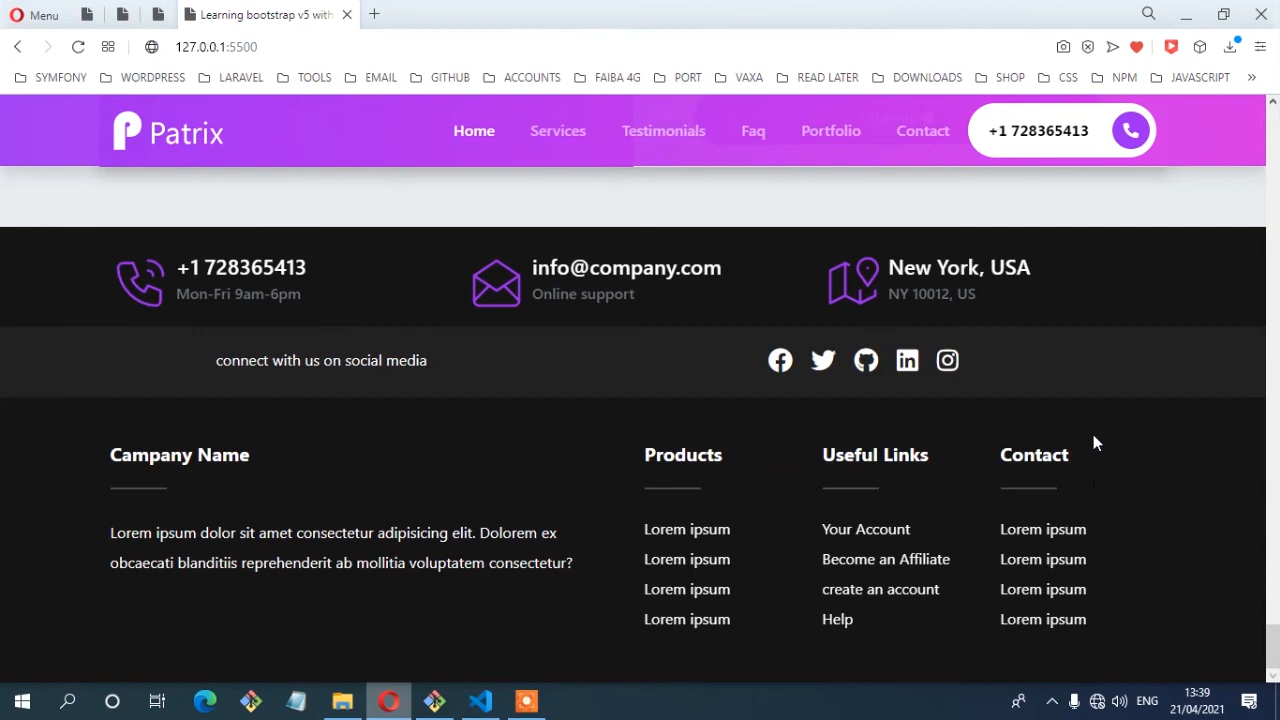 Menu
Learning bootstrap v5 with
127.0.0.1:5500
SYMFONY WORDPRESS LARAVEL TOOLS EMAIL GITHUB ACCOUNTS FAIBA 4G PORT VAXA READ LATER DOWNLOADS SHOP CSS NPM JAVASCRIPT »
Patrix
Home Services Testimonials Faq Portfolio Contact +1 728365413
+1 728365413
Mon-Fri 9am-6pm
info@company.com
Online support
New York, USA
NY 10012, US
connect with us on social media
Campany Name
Lorem ipsum dolor sit amet consectetur adipisicing elit. Dolorem ex
obcaecati blanditiis reprehenderit ab mollitia voluptatem consectetur?
Products
Lorem ipsum
Lorem ipsum
Lorem ipsum
Lorem ipsum
Useful Links
Your Account
Become an Affiliate
create an account
Help
Contact
Lorem ipsum
Lorem ipsum
Lorem ipsum
Lorem ipsum
ENG
13:39
21/04/2021